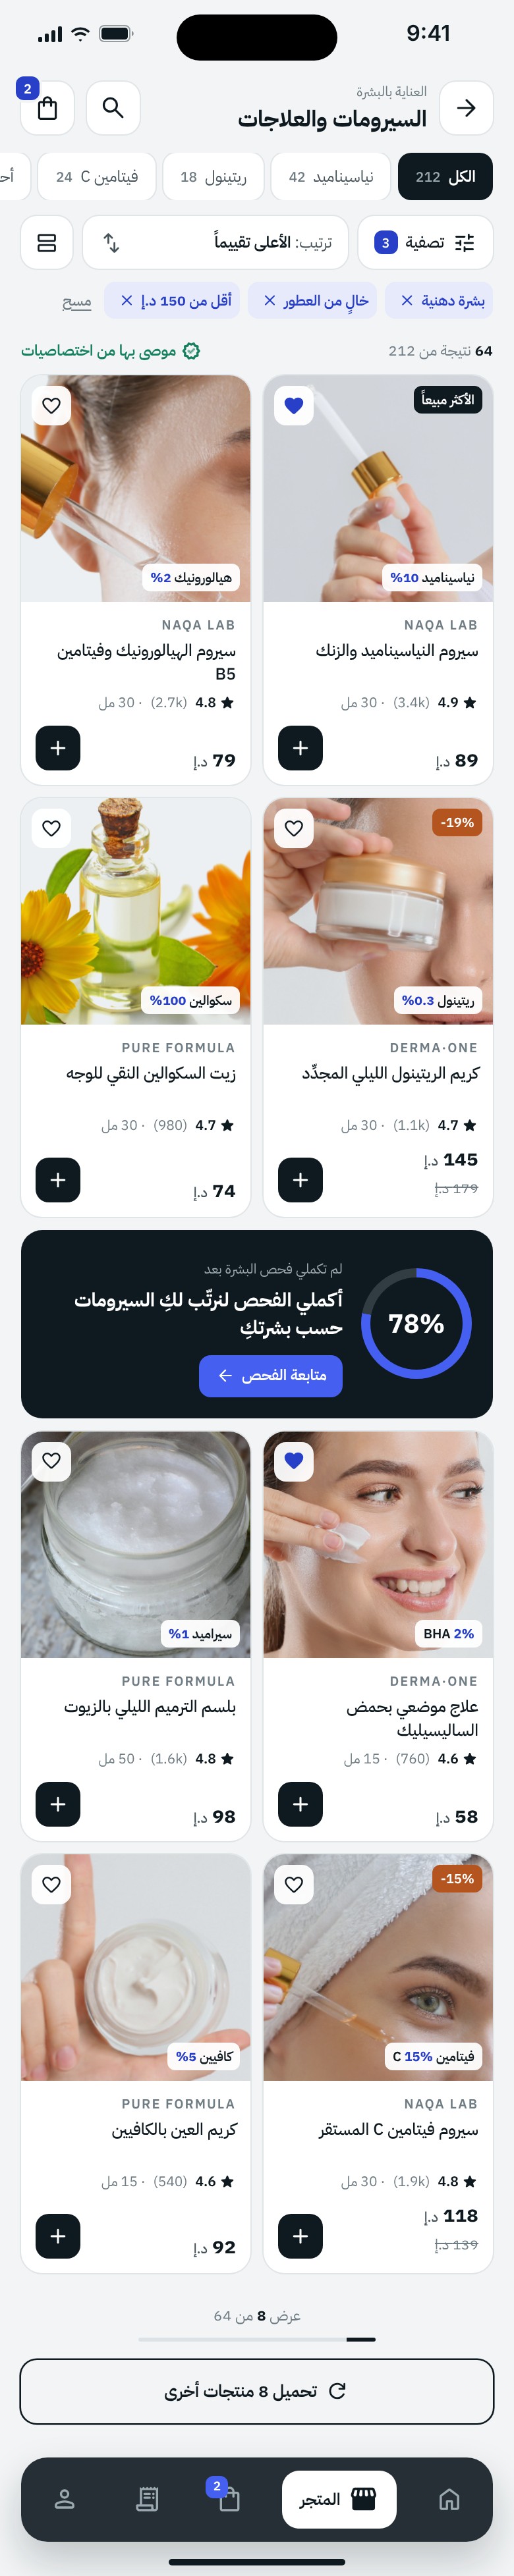 9:41
العناية بالبشرة
السيرومات والعلاجات
2
الكل 212
نياسيناميد 42
ريتينول 18
فيتامين C 24
تصفية 3
ترتيب: الأعلى تقييماً
بشرة دهنية
خالٍ من العطور
أقل من 150 د.إ
مسح
64 نتيجة من 212
موصى بها من اختصاصيات
الأكثر مبيعاً
نياسيناميد 10%
NAQA LAB
سيروم النياسيناميد والزنك
4.9 (3.4k) · 30 مل
89 د.إ
هيالورونيك 2%
NAQA LAB
سيروم الهيالورونيك وفيتامين
B5
4.8 (2.7k) · 30 مل
79 د.إ
-19%
ريتينول 0.3%
DERMA·ONE
كريم الريتينول الليلي المجدِّد
4.7 (1.1k) · 30 مل
145 د.إ
179 د.إ
سكوالين 100%
PURE FORMULA
زيت السكوالين النقي للوجه
4.7 (980) · 30 مل
74 د.إ
78%
لم تكملي فحص البشرة بعد
أكملي الفحص لنرتّب لكِ السيرومات
حسب بشرتكِ
متابعة الفحص
BHA 2%
DERMA·ONE
علاج موضعي بحمض
الساليسيليك
4.6 (760) · 15 مل
58 د.إ
سيراميد 1%
PURE FORMULA
بلسم الترميم الليلي بالزيوت
4.8 (1.6k) · 50 مل
98 د.إ
-15%
فيتامين C 15%
NAQA LAB
سيروم فيتامين C المستقر
4.8 (1.9k) · 30 مل
118 د.إ
139 د.إ
كافيين 5%
PURE FORMULA
كريم العين بالكافيين
4.6 (540) · 15 مل
92 د.إ
عرض 8 من 64
تحميل 8 منتجات أخرى
المتجر
2